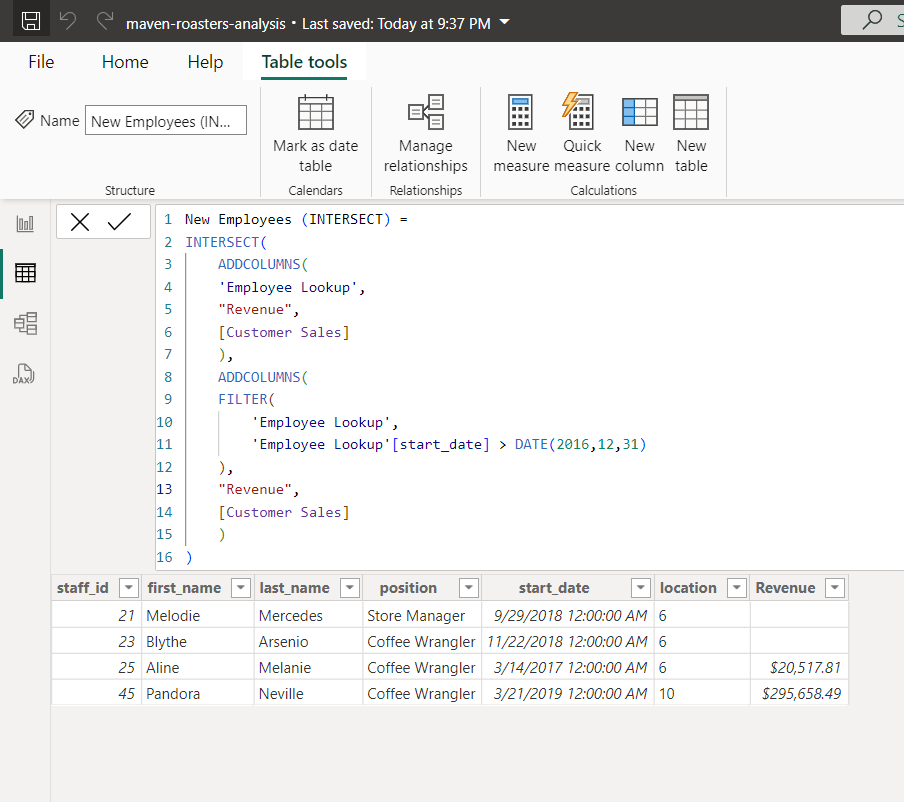 maven-roasters-analysis • Last saved: Today at 9:37 PM
File Home Help Table tools
Name New Employees (IN...
Mark as date table
Manage relationships
New measure
Quick measure
New column
New table
Structure Calendars Relationships Calculations
1 New Employees (INTERSECT) =
2 INTERSECT(
3 ADDCOLUMNS(
4 'Employee Lookup',
5 "Revenue",
6 [Customer Sales]
7 ),
8 ADDCOLUMNS(
9 FILTER(
10 'Employee Lookup',
11 'Employee Lookup'[start_date] > DATE(2016,12,31)
12 ),
13 "Revenue",
14 [Customer Sales]
15 )
16 )
DAX
staff_id first_name last_name position start_date location Revenue
21 Melodie Mercedes Store Manager 9/29/2018 12:00:00 AM 6
23 Blythe Arsenio Coffee Wrangler 11/22/2018 12:00:00 AM 6
25 Aline Melanie Coffee Wrangler 3/14/2017 12:00:00 AM 6 $20,517.81
45 Pandora Neville Coffee Wrangler 3/21/2019 12:00:00 AM 10 $295,658.49